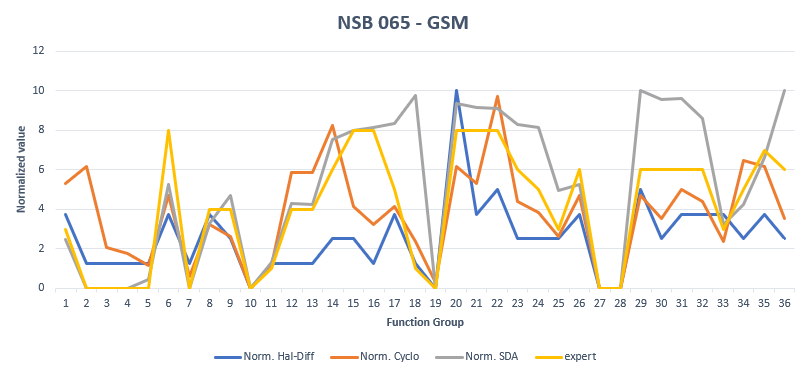 NSB 065 - GSM
12
10
8
6
4
2
0
Normalized value
1 2 3 4 5 6 7 8 9 10 11 12 13 14 15 16 17 18 19 20 21 22 23 24 25 26 27 28 29 30 31 32 33 34 35 36
Function Group
Norm. Hal-Diff Norm. Cyclo Norm. SDA expert